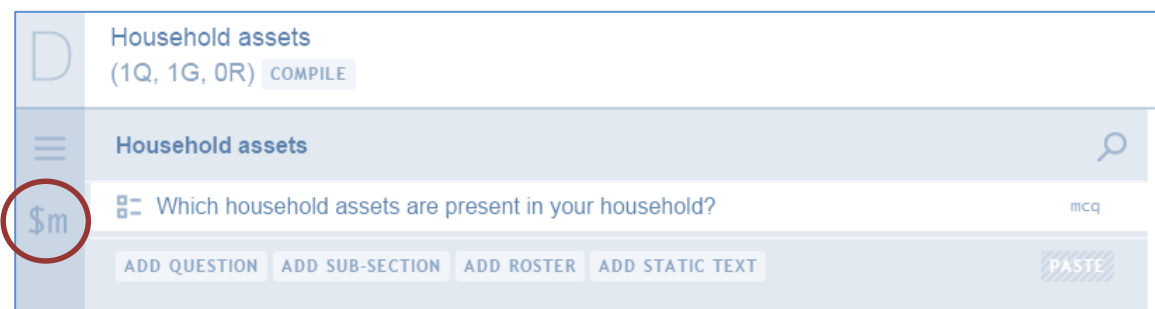 D
Household assets
(1Q, 1G, 0R) COMPILE
Household assets
$m
Which household assets are present in your household? mcq
ADD QUESTION ADD SUB-SECTION ADD ROSTER ADD STATIC TEXT PASTE